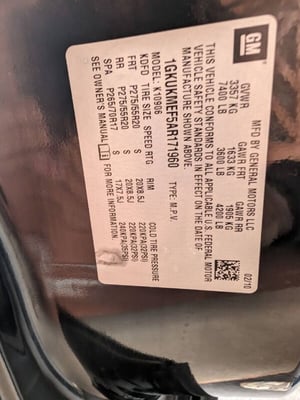 GM
MFD BY GENERAL MOTORS LLC
02/10
GVWR GAWR FRT GAWR RR
3357 KG 1633 KG 1905 KG
7400 LB 3600 LB 4200 LB
THIS VEHICLE CONFORMS TO ALL APPLICABLE U.S. FEDERAL MOTOR
VEHICLE SAFETY STANDARDS IN EFFECT ON THE DATE OF
MANUFACTURE SHOWN ABOVE.
1GKUKMEF5AR171960 TYPE: M.P.V.
MODEL: K10906
KDFD TIRE SIZE SPEED RTG RIM COLD TIRE PRESSURE
FRT P275/55R20 S 20X8.5J 220KPA(32PSI)
RR P275/55R20 S 20X8.5J 220KPA(32PSI)
SPA P265/70R17 S 17X7.5J 240KPA(35PSI)
SEE OWNER'S MANUAL FOR MORE INFORMATION.